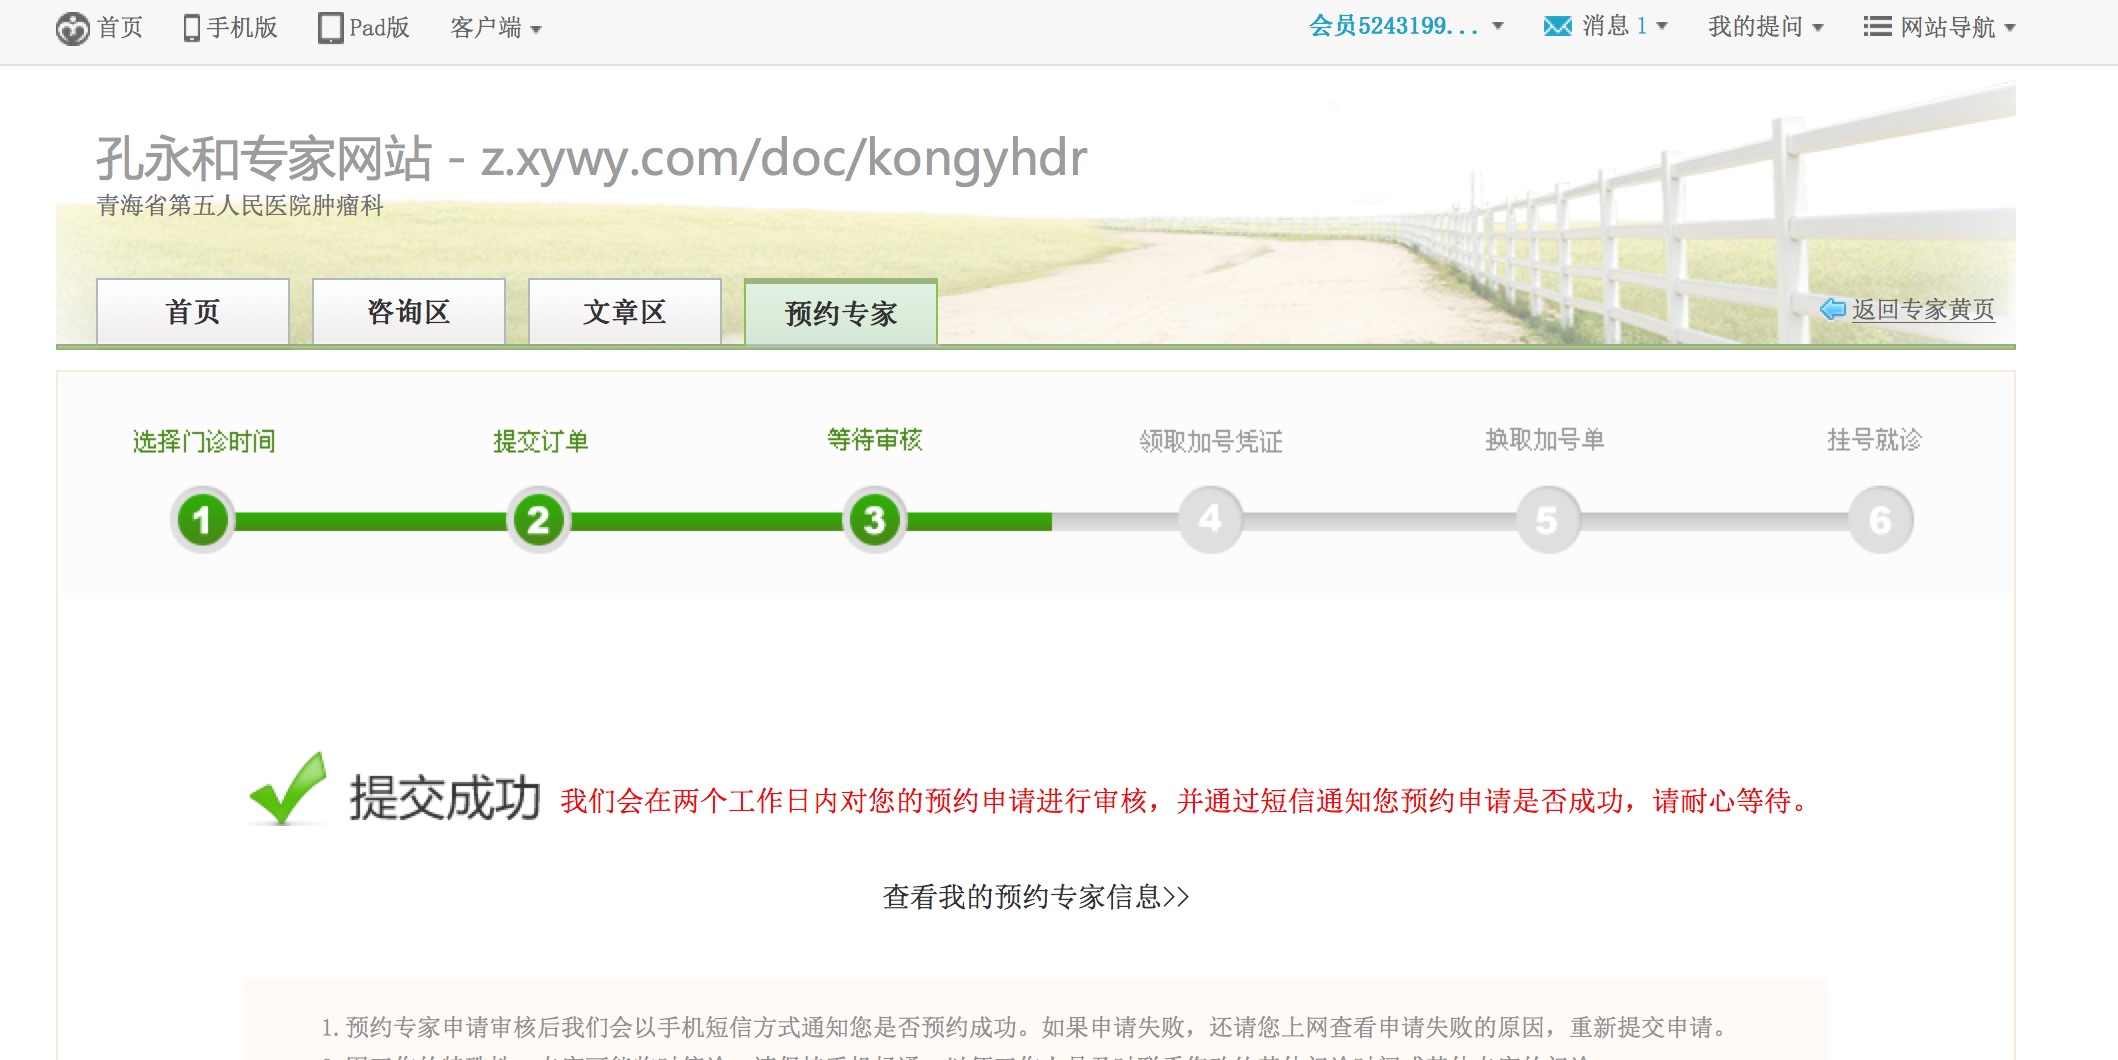 首页 手机版 Pad版 客户端 会员5243199... 消息 1 我的提问 网站导航
孔永和专家网站 - z.xywy.com/doc/kongyhdr
青海省第五人民医院肿瘤科
首页 咨询区 文章区 预约专家 返回专家黄页
选择门诊时间 提交订单 等待审核 领取加号凭证 换取加号单 挂号就诊
1 2 3 4 5 6
提交成功 我们会在两个工作日内对您的预约申请进行审核，并通过短信通知您预约申请是否成功，请耐心等待。
查看我的预约专家信息>>
1. 预约专家申请审核后我们会以手机短信方式通知您是否预约成功。如果申请失败，还请您上网查看申请失败的原因，重新提交申请。